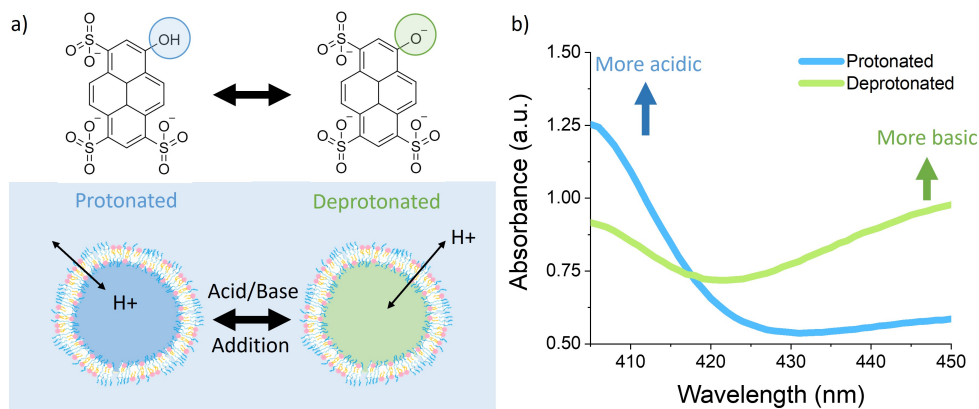 a)
OH
O⁻
O
O=S
O⁻
O
O=S
O⁻
O⁻
O=S=O
O
O⁻
S=O
O
O⁻
O=S=O
O
O⁻
S=O
O
Protonated
Deprotonated
H+
H+
Acid/Base
Addition
b)
1.50
1.25
1.00
0.75
0.50
Absorbance (a.u.)
More acidic
Protonated
Deprotonated
More basic
410
420
430
440
450
Wavelength (nm)